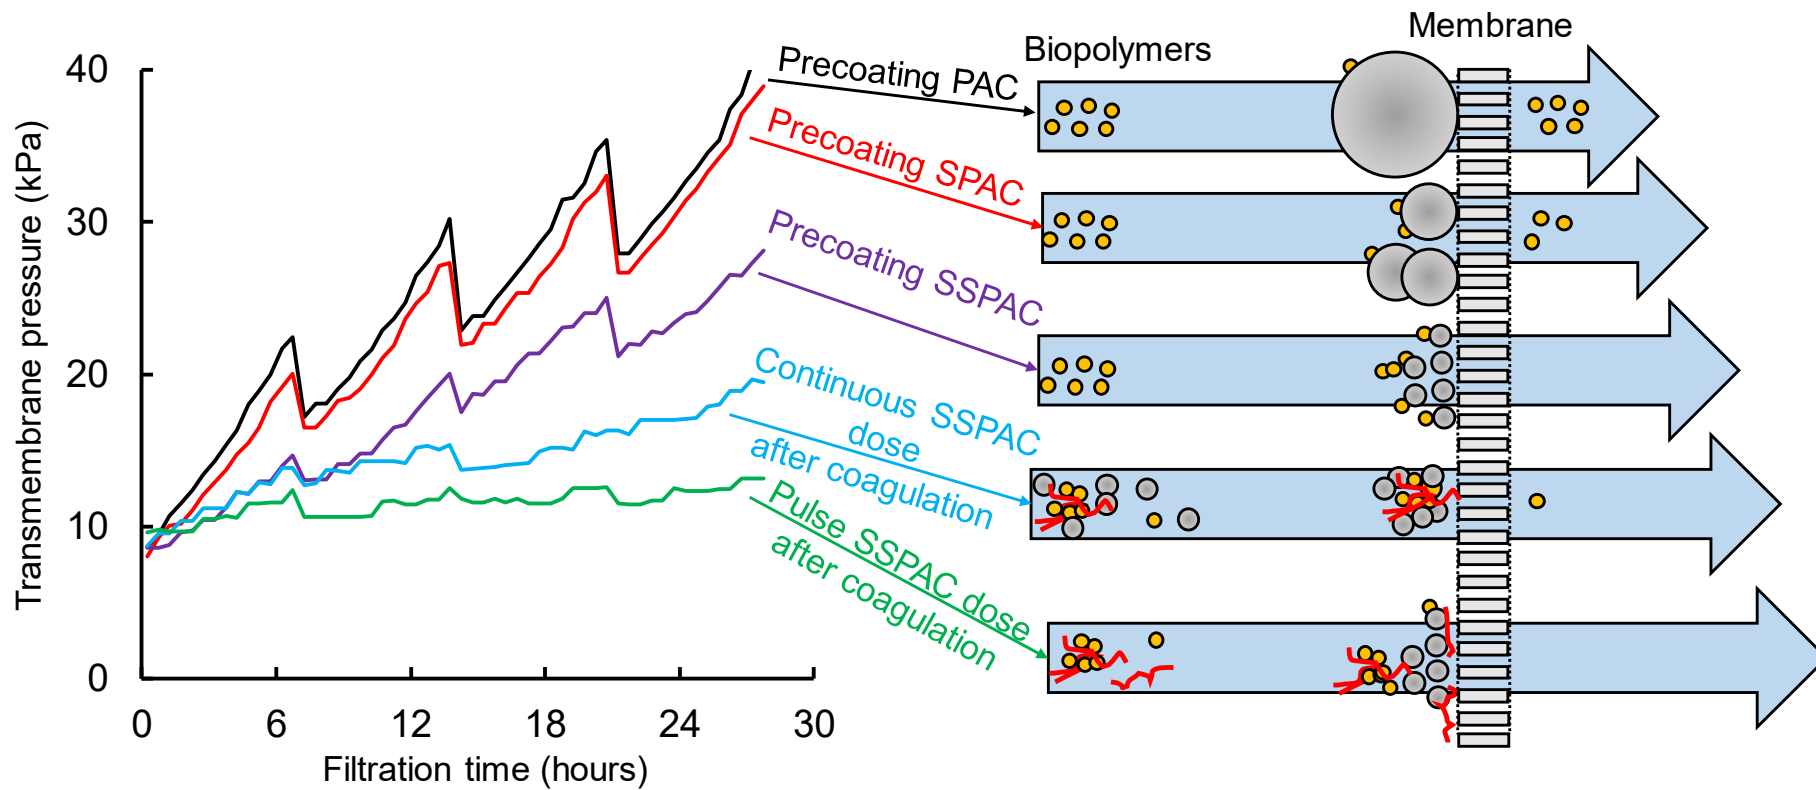 Membrane
Biopolymers
Precoating PAC
Precoating SPAC
Precoating SSPAC
Continuous SSPAC
dose
after coagulation
Pulse SSPAC dose
after coagulation
Transmembrane pressure (kPa)
40
30
20
10
0
0 6 12 18 24 30
Filtration time (hours)